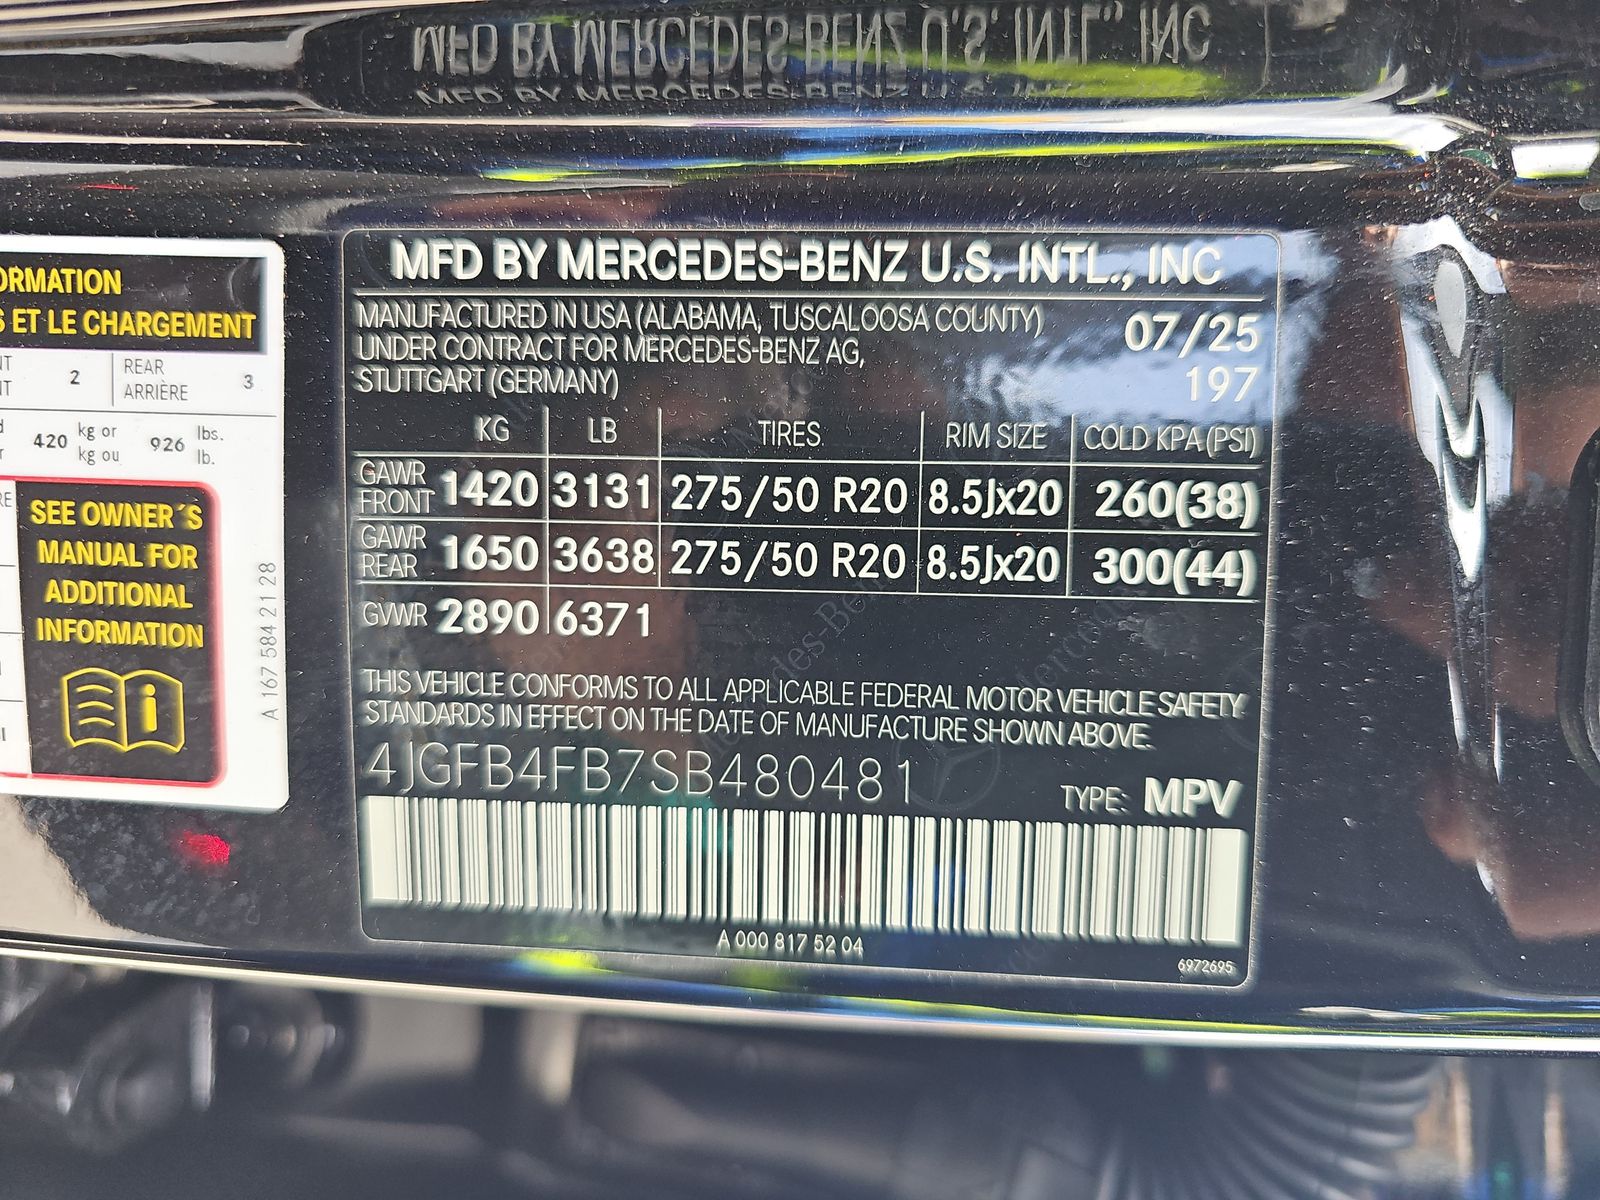 MFD BY MERCEDES-BENZ U.S. INTL., INC
ORMATION
S ET LE CHARGEMENT
NT
NT
2
REAR
ARRIÈRE
3
420 kg or
kg ou
926 lbs.
lb.
RE
SEE OWNER´S
MANUAL FOR
ADDITIONAL
INFORMATION
A 167 584 21 28
MFD BY MERCEDES-BENZ U.S. INTL., INC
MANUFACTURED IN USA (ALABAMA, TUSCALOOSA COUNTY)
UNDER CONTRACT FOR MERCEDES-BENZ AG,
STUTTGART (GERMANY)
07/25
197
KG LB TIRES RIM SIZE COLD KPA (PSI)
GAWR
FRONT 1420 3131 275/50 R20 8.5Jx20 260(38)
GAWR
REAR 1650 3638 275/50 R20 8.5Jx20 300(44)
GVWR 2890 6371
THIS VEHICLE CONFORMS TO ALL APPLICABLE FEDERAL MOTOR VEHICLE SAFETY
STANDARDS IN EFFECT ON THE DATE OF MANUFACTURE SHOWN ABOVE.
4JGFB4FB7SB480481
TYPE: MPV
A 000 817 52 04
6972695